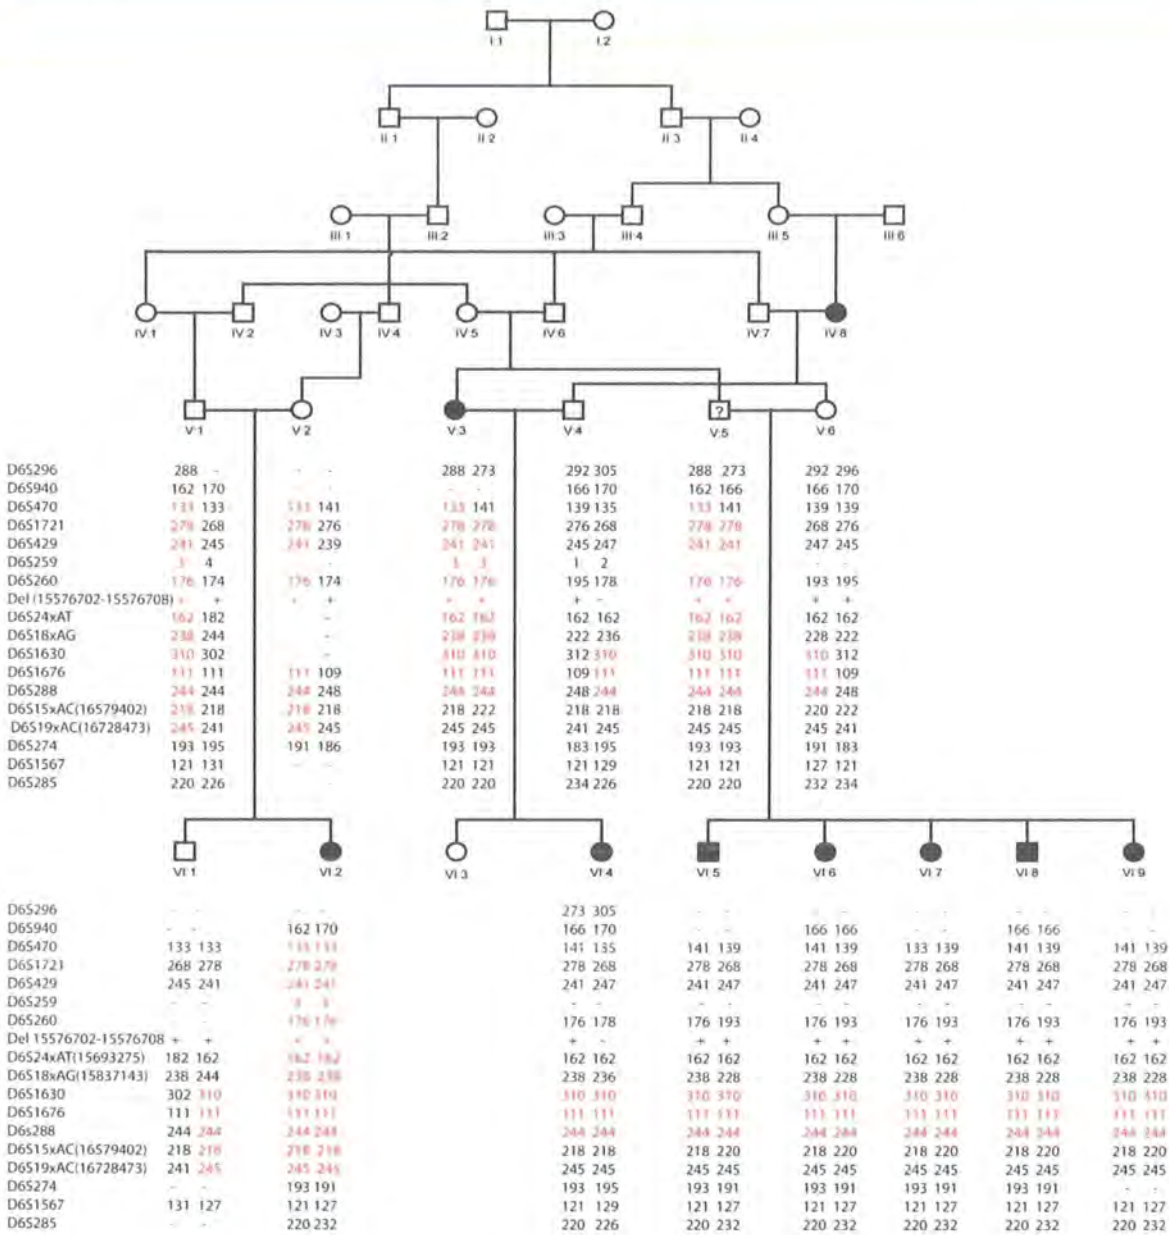 I:1 I:2
II:1 II:2 II:3 II:4
III:1 III:2 III:3 III:4 III:5 III:6
IV:1 IV:2 IV:3 IV:4 IV:5 IV:6 IV:7 IV:8
?
V:1 V:2 V:3 V:4 V:5 V:6
D6S296 288 - - - 288 273 292 305 288 273 292 296
D6S940 162 170 - - - - 166 170 162 166 166 170
D6S470 133 133 133 141 133 141 139 135 133 141 139 139
D6S1721 278 268 278 276 278 278 276 268 278 278 268 276
D6S429 241 245 241 239 241 241 245 247 241 241 247 245
D6S259 3 4 - 3 3 1 2 - - - -
D6S260 176 174 176 174 176 176 195 178 176 176 193 195
Del (15576702-15576708) - + - + + + + - + + + +
D6S24xAT 162 182 - 162 162 162 162 162 162 162 162
D6S18xAG 238 244 - 238 238 222 236 238 238 228 222
D6S1630 310 302 - 310 310 312 310 310 310 310 312
D6S1676 111 111 111 109 111 111 109 111 111 111 111 109
D6S288 244 244 244 248 244 244 248 244 244 244 244 248
D6S15xAC(16579402) 218 218 218 218 218 222 218 218 218 218 220 222
D6S19xAC(16728473) 245 241 245 245 245 245 241 245 245 245 245 241
D6S274 193 195 191 186 193 193 183 195 193 193 191 183
D6S1567 121 131 - - 121 121 121 129 121 121 127 121
D6S285 220 226 - 220 220 234 226 220 220 232 234
VI:1 VI:2 VI:3 VI:4 VI:5 VI:6 VI:7 VI:8 VI:9
D6S296 - - - - 273 305 - - - - - - - - - -
D6S940 - - 162 170 166 170 - - 166 166 - - 166 166 - -
D6S470 133 133 133 133 141 135 141 139 141 139 133 139 141 139 141 139
D6S1721 268 278 278 278 278 268 278 268 278 268 278 268 278 268 278 268
D6S429 245 241 241 241 241 247 241 247 241 247 241 247 241 247 241 247
D6S259 - - 3 3 - - - - - - - - - - - -
D6S260 - - 176 176 176 178 176 193 176 193 176 193 176 193 176 193
Del 15576702-15576708 + + + + + - + + + + + + + + + +
D6S24xAT(15693275) 182 162 162 162 162 162 162 162 162 162 162 162 162 162 162 162
D6S18xAG(15837143) 238 244 238 238 238 236 238 228 238 228 238 228 238 228 238 228
D6S1630 302 310 310 310 310 310 310 310 310 310 310 310 310 310 310 310
D6S1676 111 111 111 111 111 111 111 111 111 111 111 111 111 111 111 111
D6s288 244 244 244 244 244 244 244 244 244 244 244 244 244 244 244 244
D6S15xAC(16579402) 218 218 218 218 218 218 218 220 218 220 218 220 218 220 218 220
D6S19xAC(16728473) 241 245 245 245 245 245 245 245 245 245 245 245 245 245 245 245
D6S274 - - 193 191 193 195 193 191 193 191 193 191 193 191 - -
D6S1567 131 127 121 127 121 129 121 127 121 127 121 127 121 127 121 127
D6S285 - - 220 232 220 226 220 232 220 232 220 232 220 232 220 232